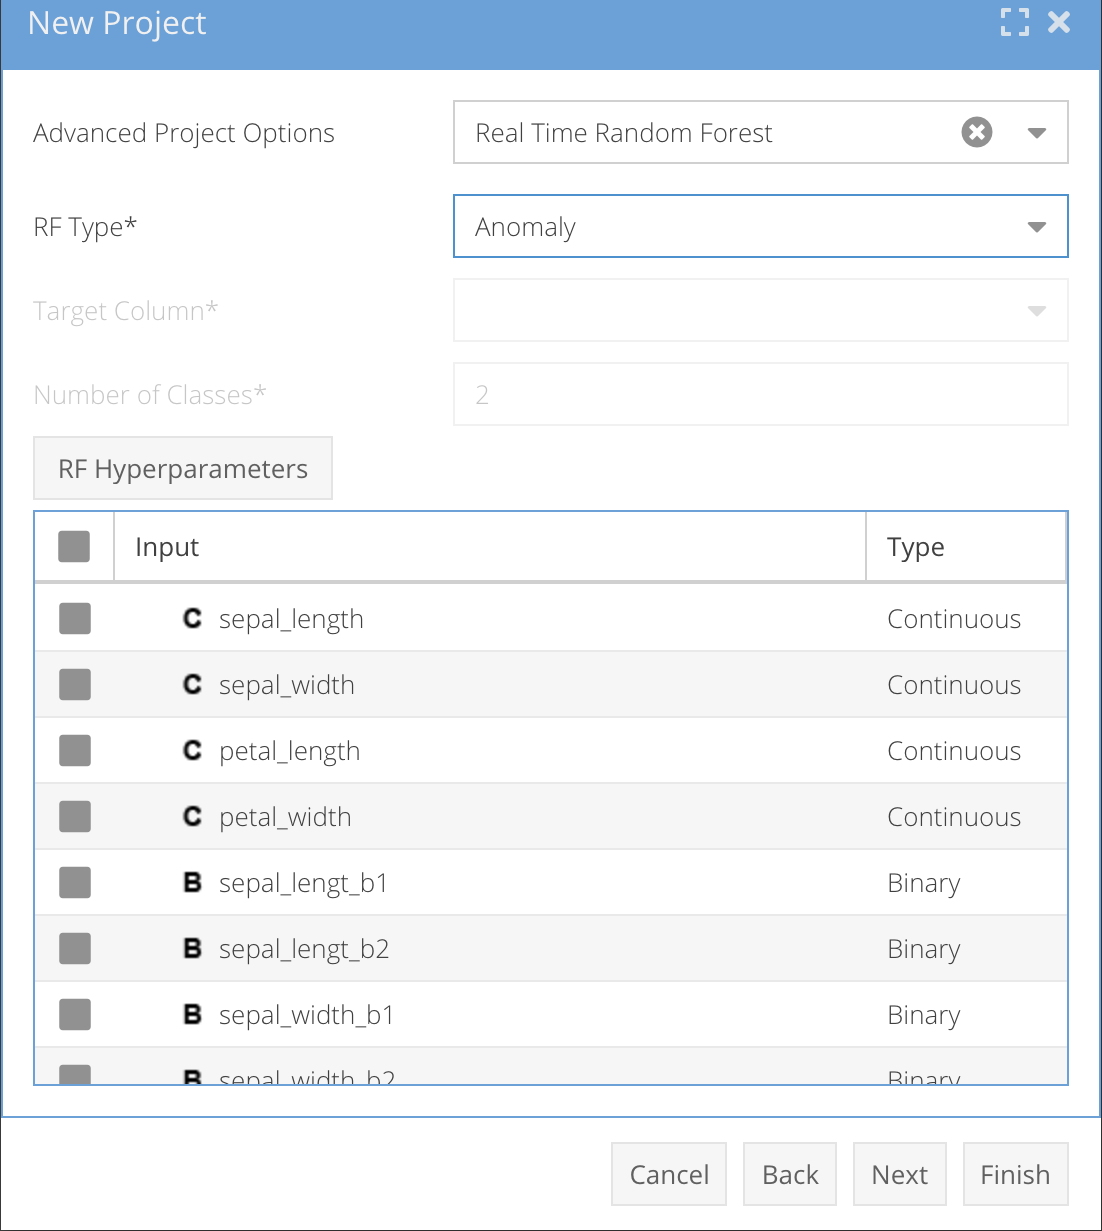 New Project
Advanced Project Options Real Time Random Forest
RF Type* Anomaly
Target Column*
Number of Classes* 2
RF Hyperparameters
Input Type
C sepal_length Continuous
C sepal_width Continuous
C petal_length Continuous
C petal_width Continuous
B sepal_lengt_b1 Binary
B sepal_lengt_b2 Binary
B sepal_width_b1 Binary
B sepal_width_b2 Binary
Cancel Back Next Finish